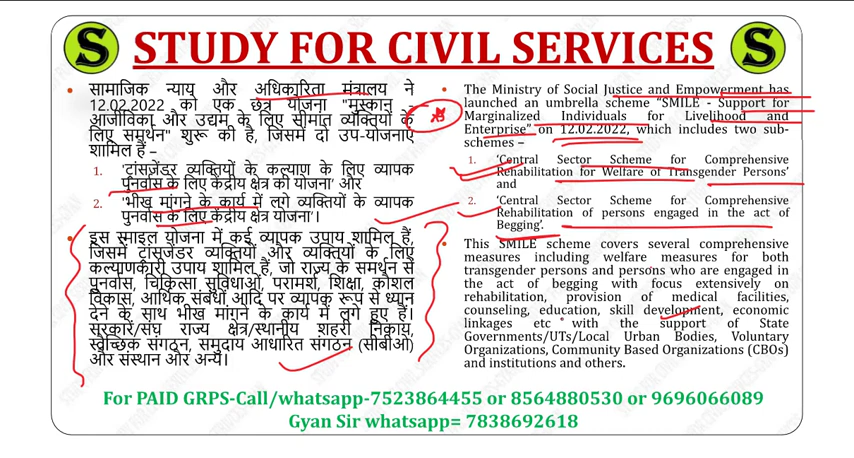 S STUDY FOR CIVIL SERVICES S
• सामाजिक न्याय और अधिकारिता मंत्रालय ने
12.02.2022 को एक छत्र योजना "मुस्कान -
आजीविका और उद्यम के लिए सीमांत व्यक्तियों के
लिए समर्थन" शुरू की है, जिसमें दो उप-योजनाएं
शामिल हैं –
1. 'ट्रांसजेंडर व्यक्तियों के कल्याण के लिए व्यापक
पुनर्वास के लिए केंद्रीय क्षेत्र की योजना' और
2. 'भीख मांगने के कार्य में लगे व्यक्तियों के व्यापक
पुनर्वास के लिए केंद्रीय क्षेत्र योजना'।
• इस स्माइल योजना में कई व्यापक उपाय शामिल हैं,
जिसमें ट्रांसजेंडर व्यक्तियों और व्यक्तियों के लिए
कल्याणकारी उपाय शामिल हैं, जो राज्य के समर्थन से
पुनर्वास, चिकित्सा सुविधाओं, परामर्श, शिक्षा, कौशल
विकास, आर्थिक संबंधों आदि पर व्यापक रूप से ध्यान
देने के साथ भीख मांगने के कार्य में लगे हुए हैं।
सरकारें/संघ राज्य क्षेत्र/स्थानीय शहरी निकाय,
स्वैच्छिक संगठन, समुदाय आधारित संगठन (सीबीओ)
और संस्थान और अन्य।
• The Ministry of Social Justice and Empowerment has
launched an umbrella scheme "SMILE - Support for
Marginalized Individuals for Livelihood and
Enterprise" on 12.02.2022, which includes two sub-
schemes –
1. 'Central Sector Scheme for Comprehensive
Rehabilitation for Welfare of Transgender Persons'
and
2. 'Central Sector Scheme for Comprehensive
Rehabilitation of persons engaged in the act of
Begging'.
• This SMILE scheme covers several comprehensive
measures including welfare measures for both
transgender persons and persons who are engaged in
the act of begging with focus extensively on
rehabilitation, provision of medical facilities,
counseling, education, skill development, economic
linkages etc with the support of State
Governments/UTs/Local Urban Bodies, Voluntary
Organizations, Community Based Organizations (CBOs)
and institutions and others.
For PAID GRPS-Call/whatsapp-7523864455 or 8564880530 or 9696066089
Gyan Sir whatsapp= 7838692618